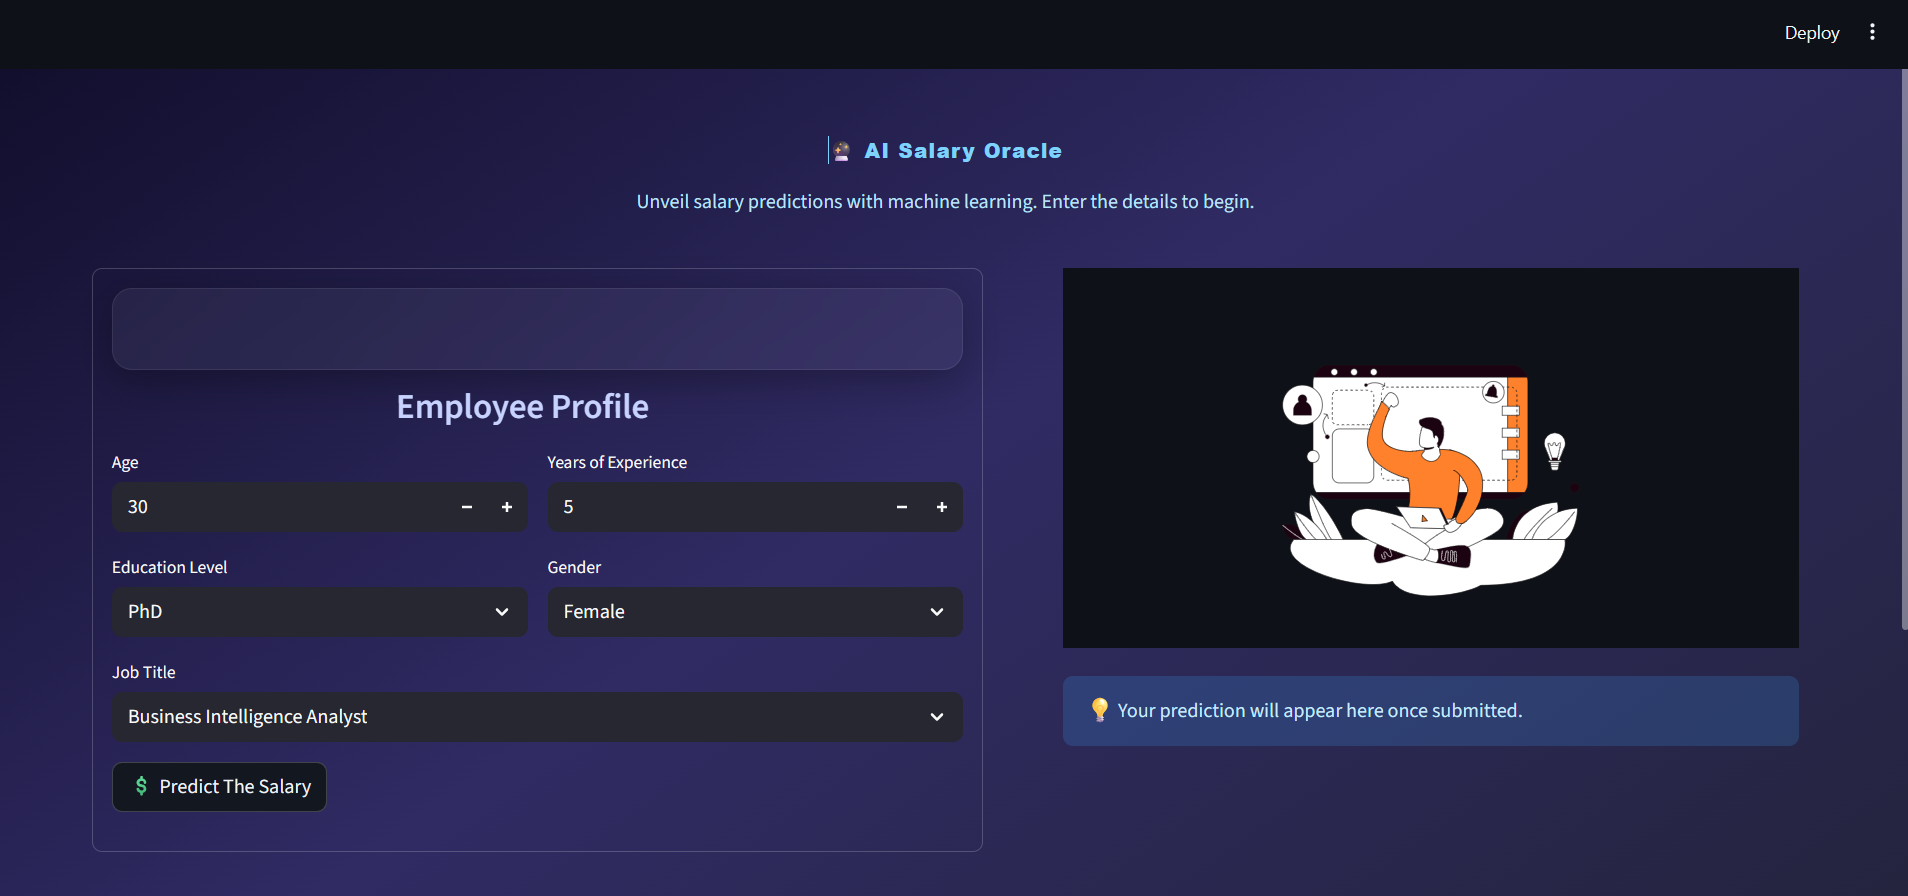 Deploy
🔮 AI Salary Oracle
Unveil salary predictions with machine learning. Enter the details to begin.
Employee Profile
Age
Years of Experience
30
5
Education Level
Gender
PhD
Female
Job Title
Business Intelligence Analyst
💲 Predict The Salary
💡 Your prediction will appear here once submitted.